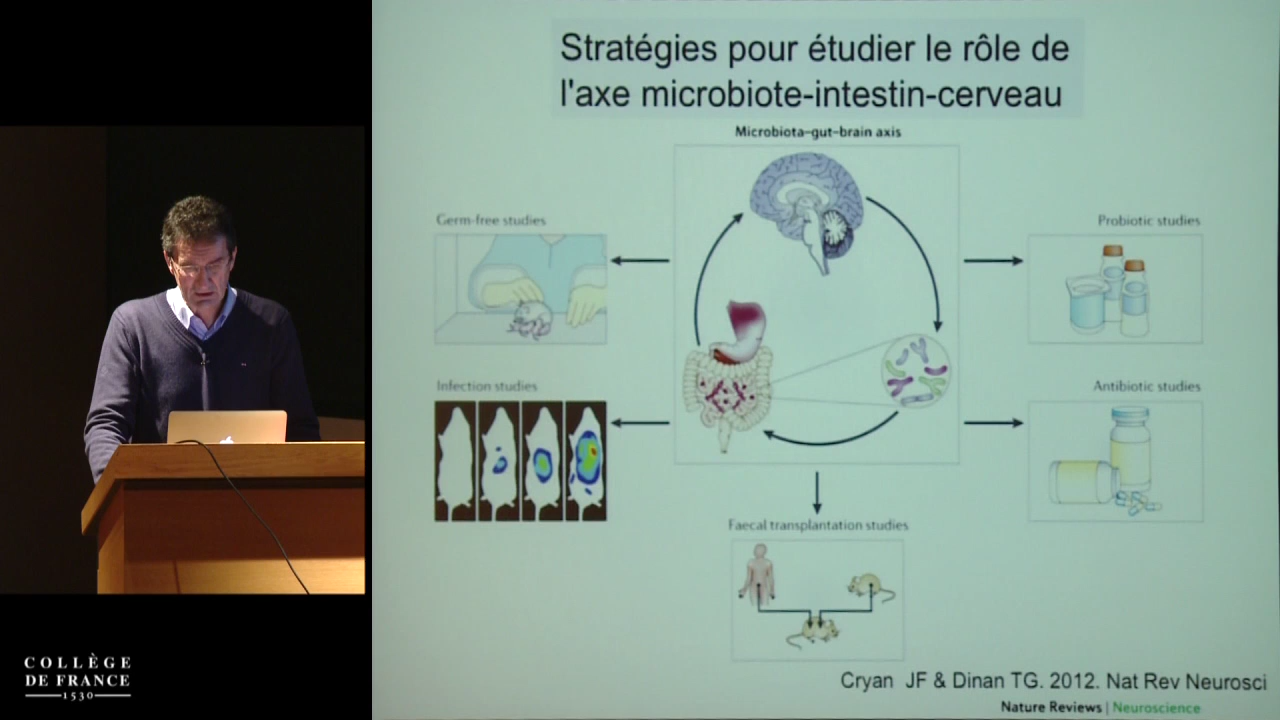 Stratégies pour étudier le rôle de
l'axe microbiote-intestin-cerveau
Microbiota–gut–brain axis
Germ-free studies
Probiotic studies
Infection studies
Antibiotic studies
Faecal transplantation studies
Cryan JF & Dinan TG. 2012. Nat Rev Neurosci
Nature Reviews | Neuroscience
COLLÈGE
DE FRANCE
1530